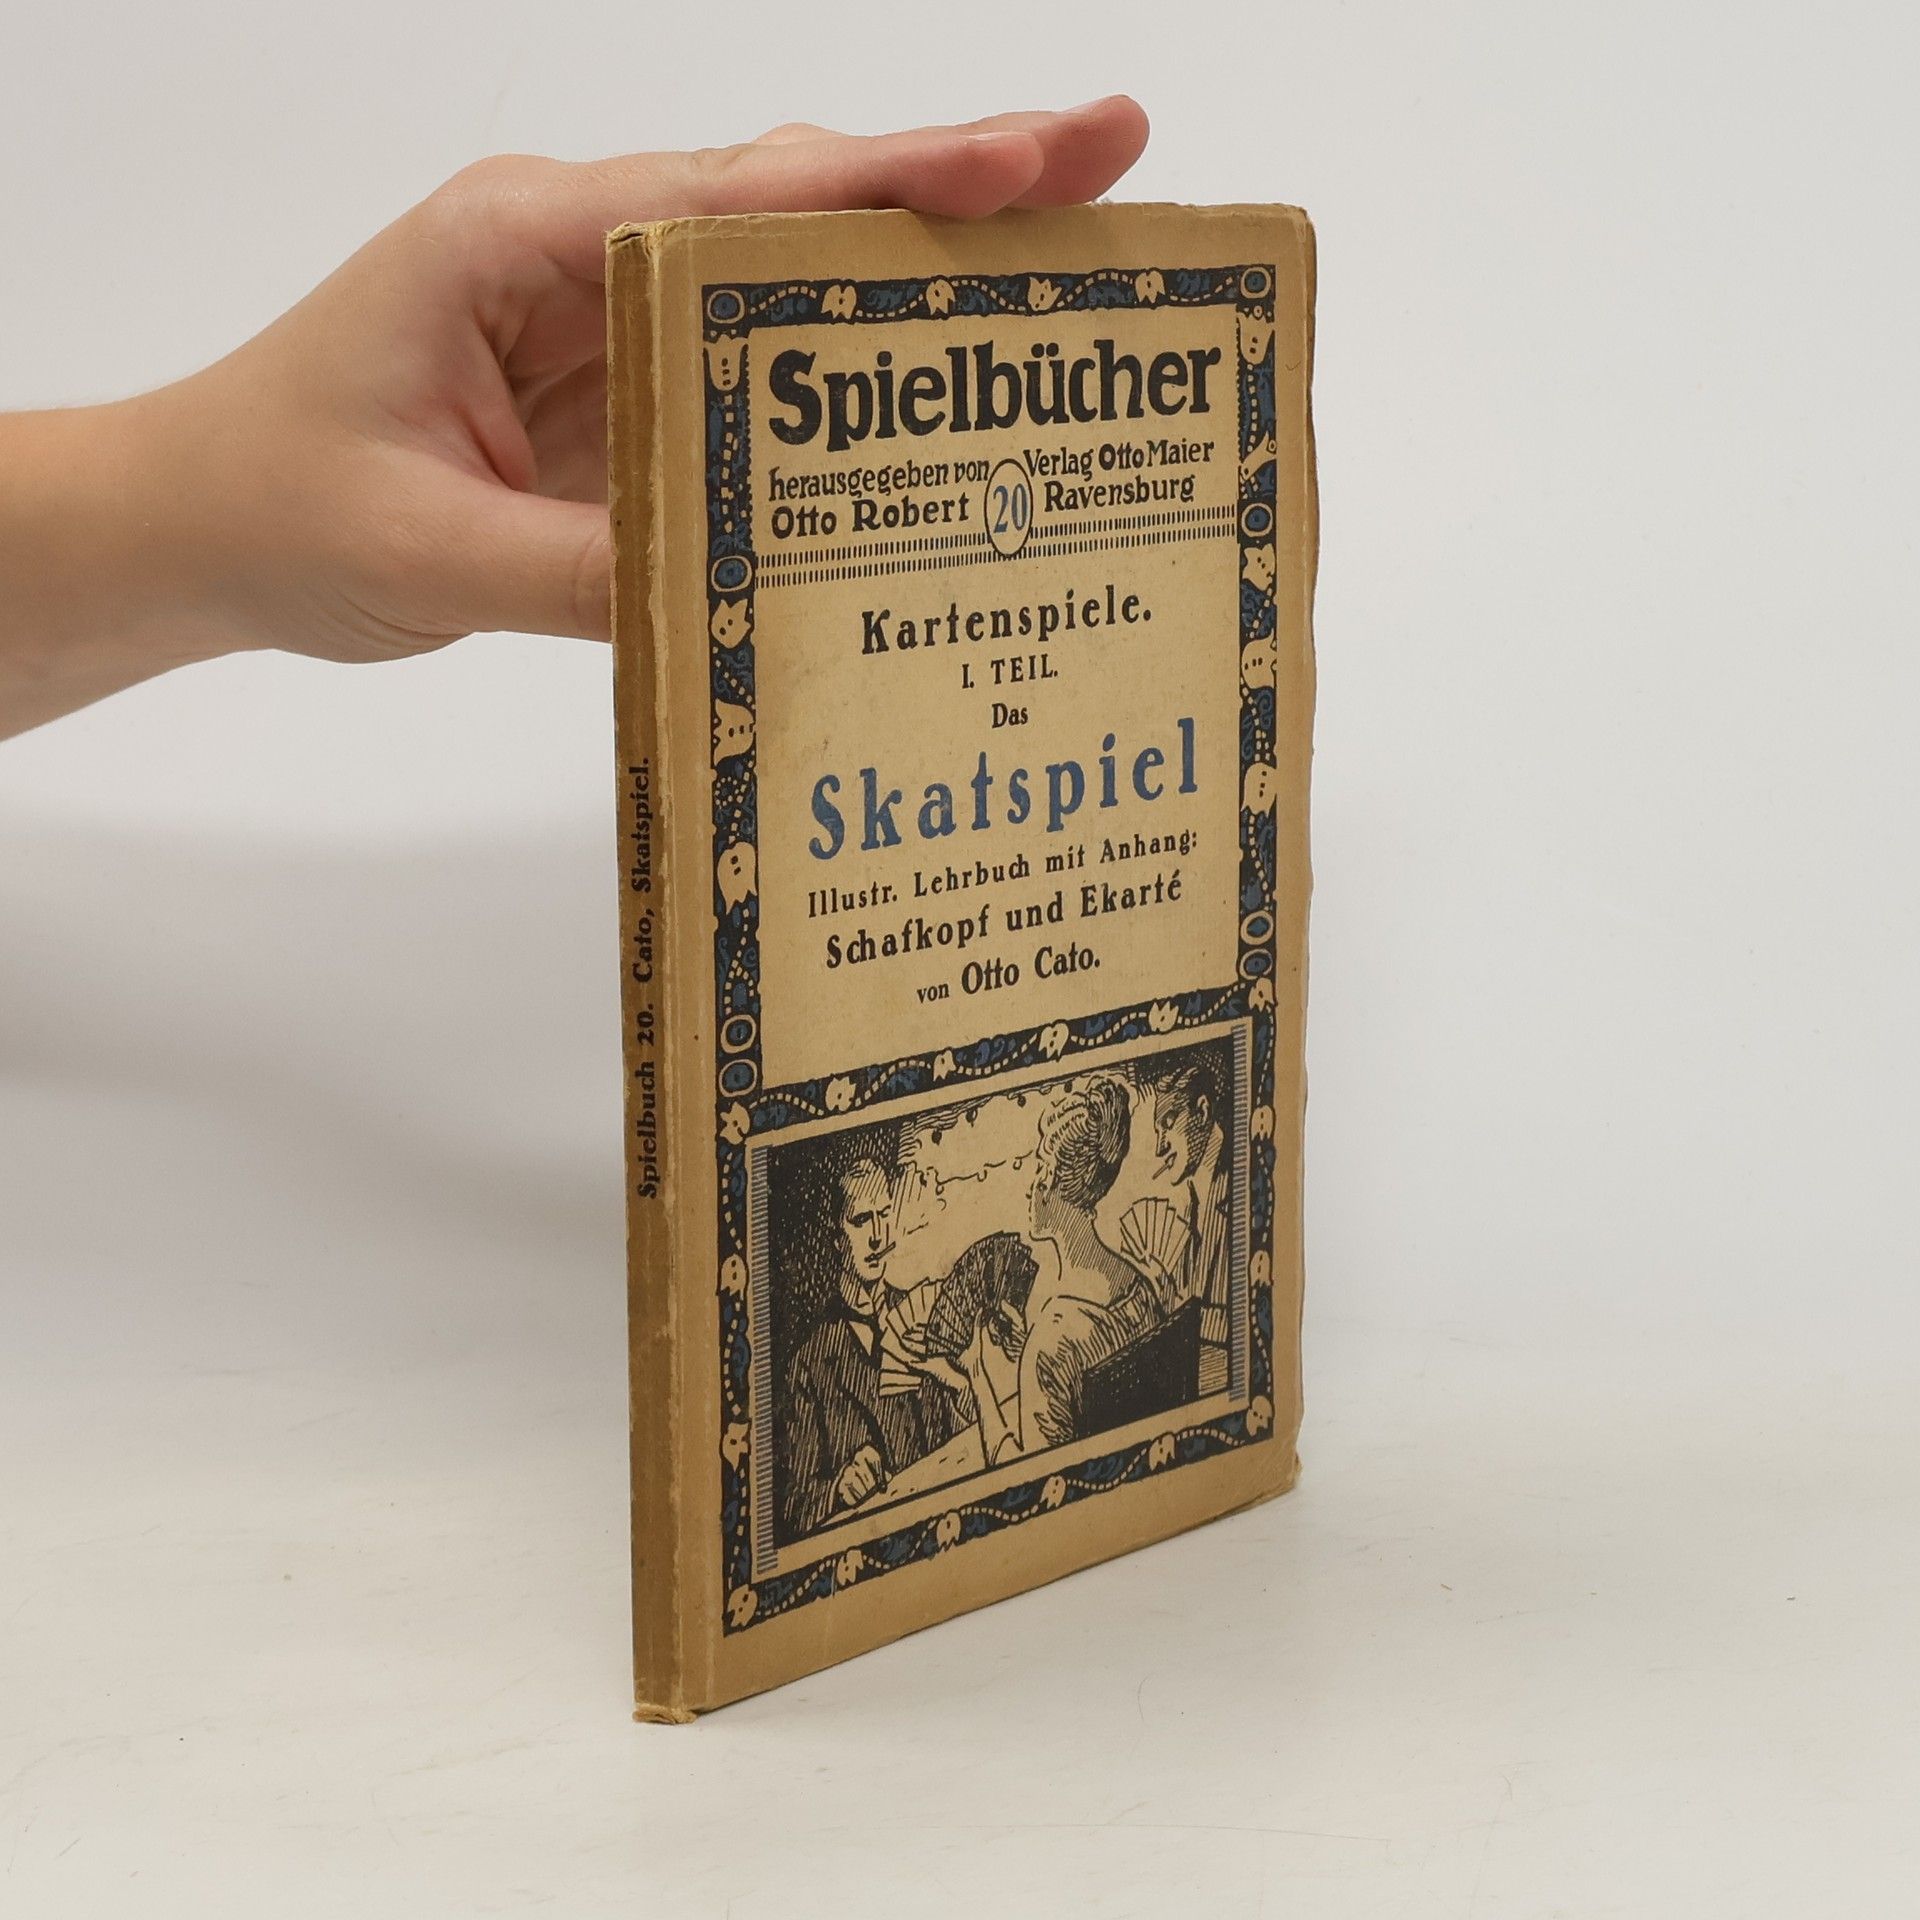 Spielbücher
herausgegeben von
Otto Robert
20
Verlag Otto Maier
Ravensburg
Kartenspiele.
I. TEIL.
Das
Skatspiel
Illustr. Lehrbuch mit Anhang:
Schafkopf und Ekarté
von Otto Cato.
Spielbuch 20. Cato, Skatspiel.